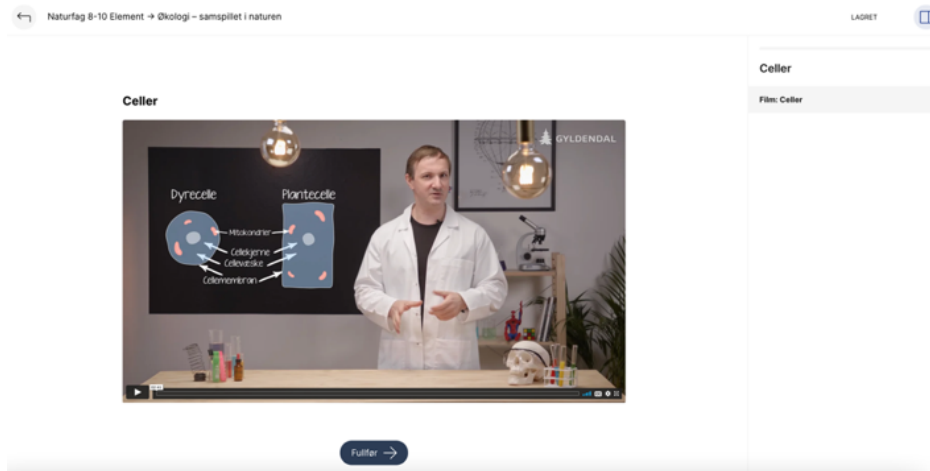 Naturfag 8-10 Element → Økologi – samspillet i naturen
LAGRET
Celler
Film: Celler
Celler
GYLDENDAL
Dyrecelle
Plantecelle
Mitokondrier
Cellekjerne
Cellevæske
Cellemembran
Fullfør →